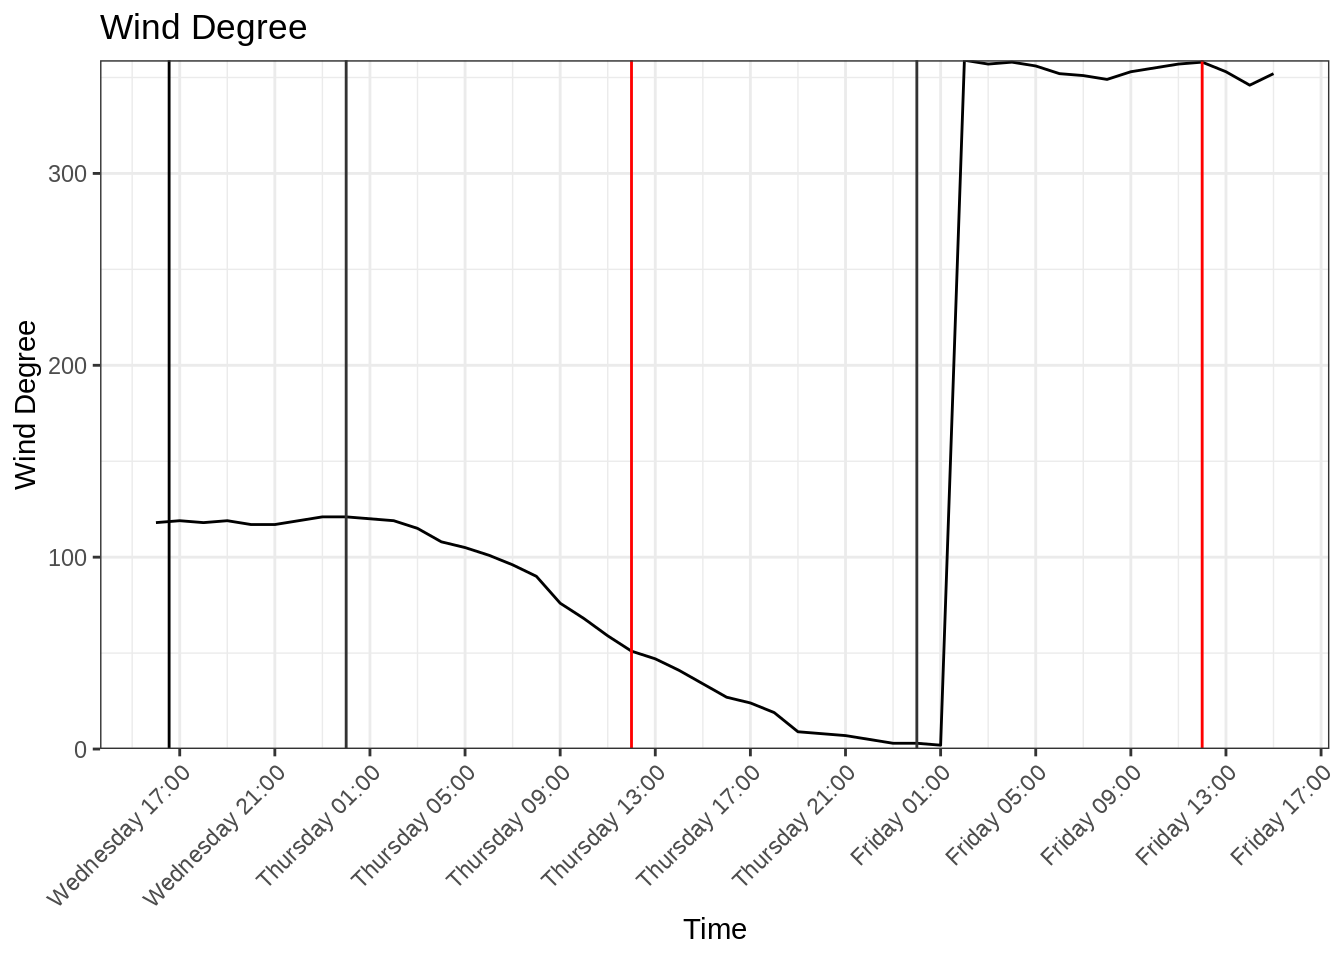 Wind Degree
Wind Degree
300
200
100
0
Wednesday 17:00
Wednesday 21:00
Thursday 01:00
Thursday 05:00
Thursday 09:00
Thursday 13:00
Thursday 17:00
Thursday 21:00
Friday 01:00
Friday 05:00
Friday 09:00
Friday 13:00
Friday 17:00
Time